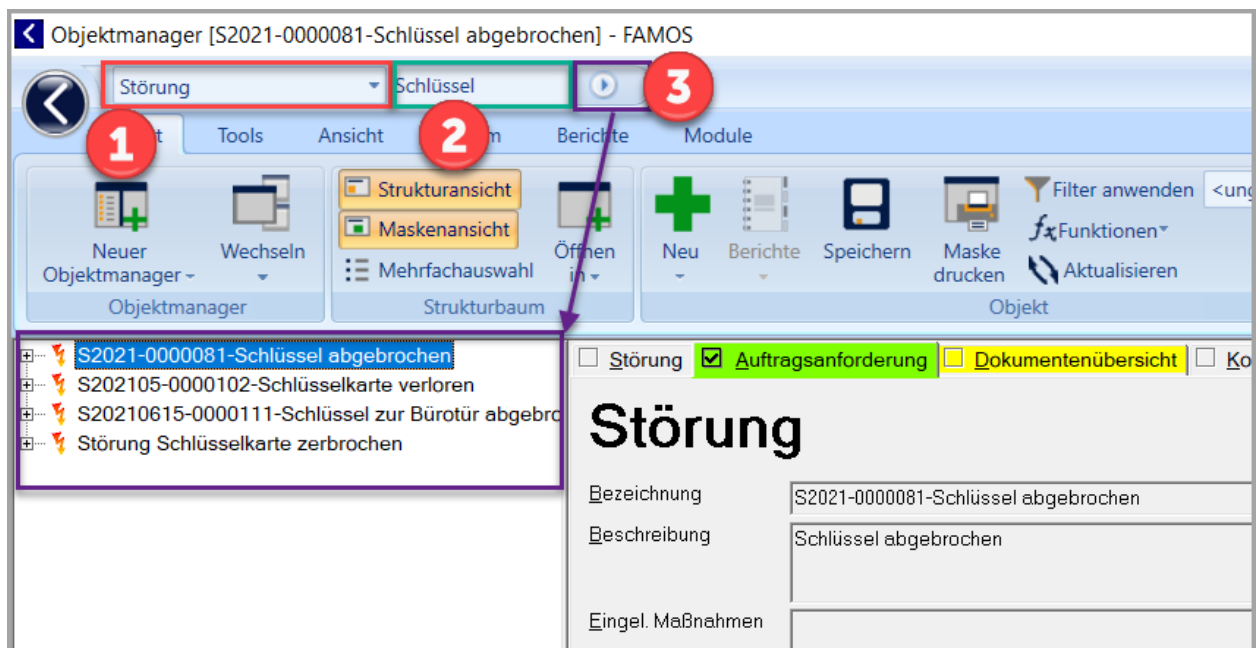 Objektmanager [S2021-0000081-Schlüssel abgebrochen] - FAMOS
Störung Schlüssel 3
1 Tools Ansicht 2 Berichte Module
Strukturansicht
Maskenansicht
Mehrfachauswahl
Neuer
Objektmanager
Wechseln
Öffnen
in
Neu
Berichte
Speichern
Maske
drucken
Filter anwenden
fxFunktionen
Aktualisieren
Objektmanager Strukturbaum Objekt
S2021-0000081-Schlüssel abgebrochen
S202105-0000102-Schlüsselkarte verloren
S20210615-0000111-Schlüssel zur Bürotür abgebro
Störung Schlüsselkarte zerbrochen
Störung Auftragsanforderung Dokumentenübersicht Ko
Störung
Bezeichnung S2021-0000081-Schlüssel abgebrochen
Beschreibung Schlüssel abgebrochen
Eingel. Maßnahmen